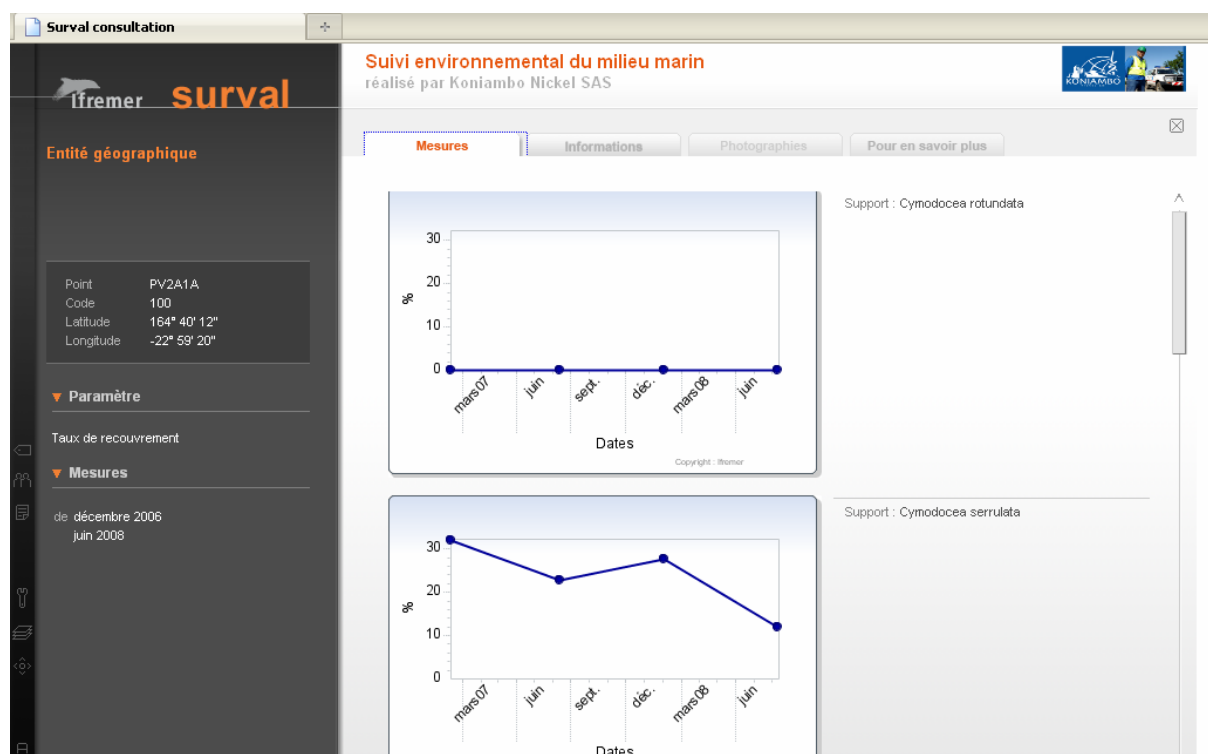 Surval consultation
Ifremer surval
Entité géographique
Point PV2A1A
Code 100
Latitude 164° 40' 12"
Longitude -22° 59' 20"
Paramètre
Taux de recouvrement
Mesures
de décembre 2006
juin 2008
Suivi environnemental du milieu marin
réalisé par Koniambo Nickel SAS
KONIAMBO
Mesures Informations Photographies Pour en savoir plus
Support : Cymodocea rotundata
30
20
%
10
0
mars07 juin sept. déc. mars08 juin
Dates
Copyright : Ifremer
Support : Cymodocea serrulata
30
20
%
10
0
mars07 juin sept. déc. mars08 juin
Dates